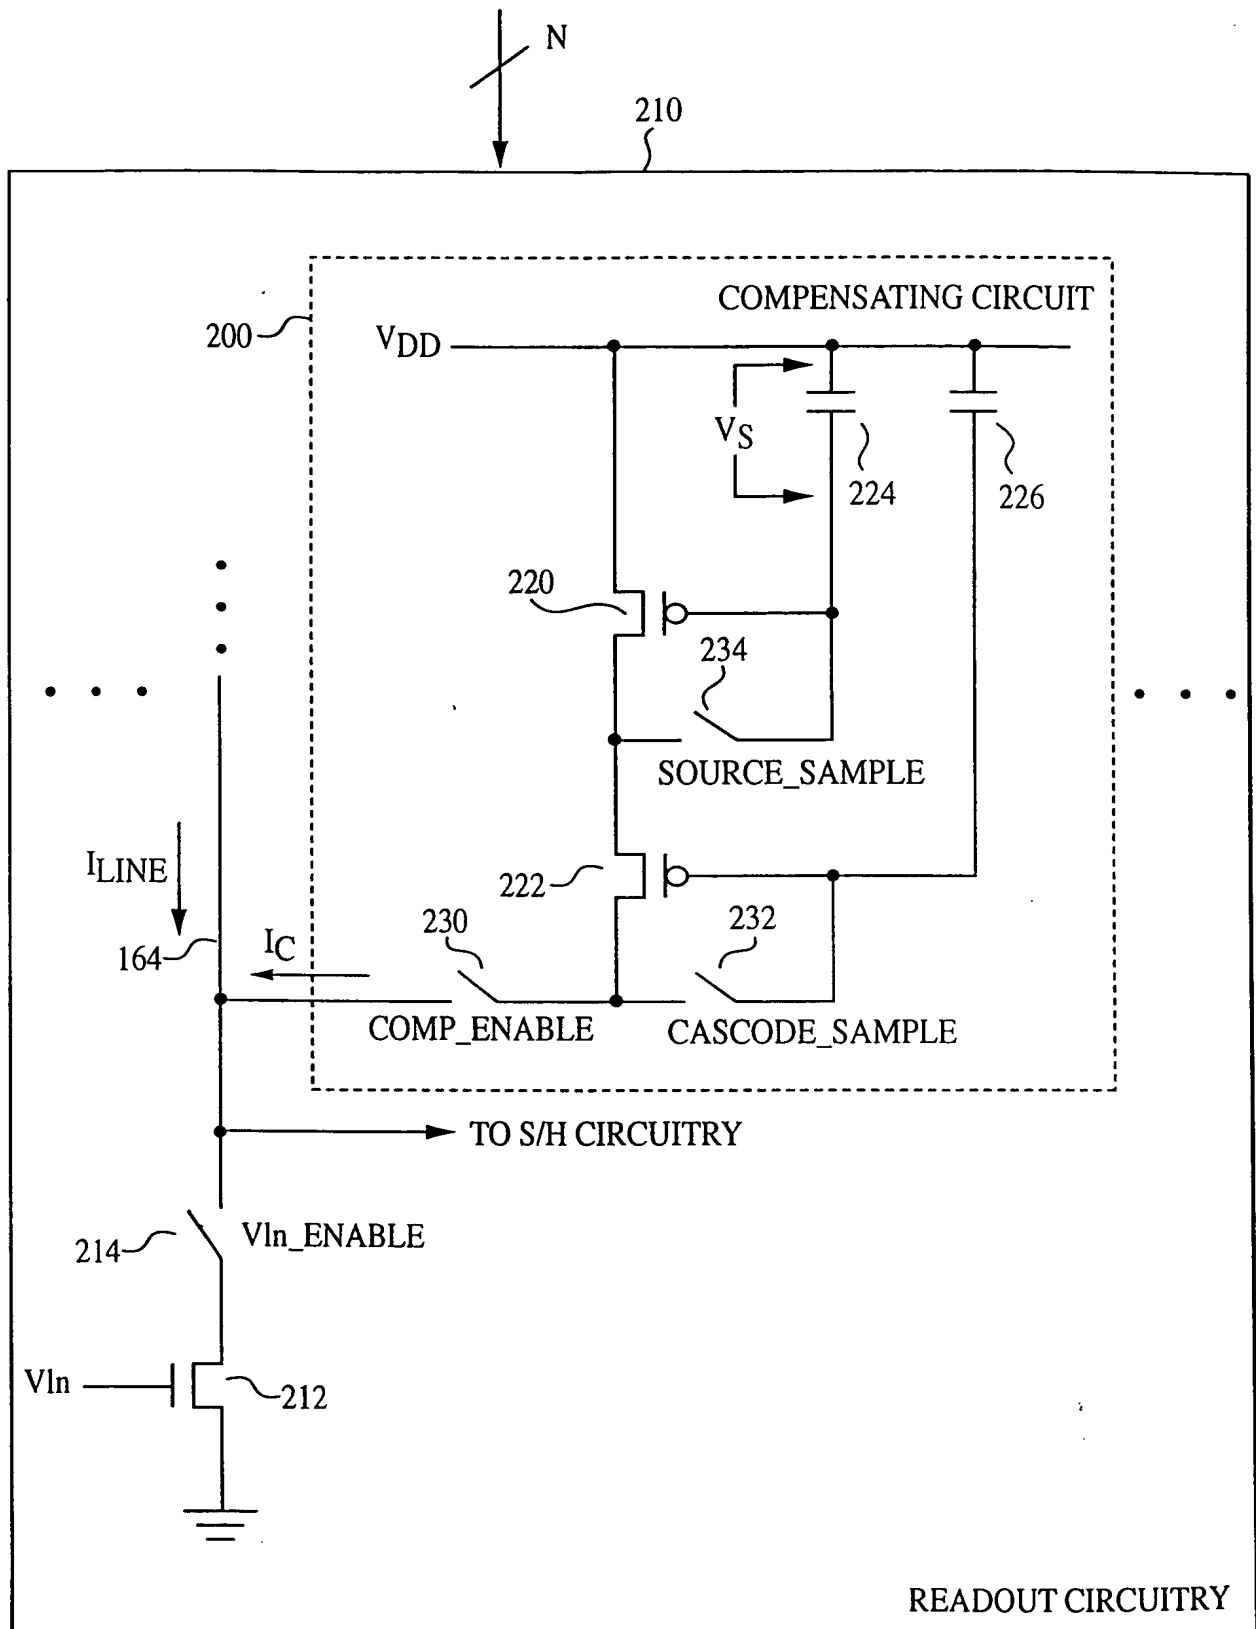 N
210
COMPENSATING CIRCUIT
200
VDD
VS
224
226
220
234
SOURCE_SAMPLE
ILINE
222
230
232
164
IC
COMP_ENABLE
CASCODE_SAMPLE
TO S/H CIRCUITRY
214
Vln_ENABLE
Vln
212
READOUT CIRCUITRY